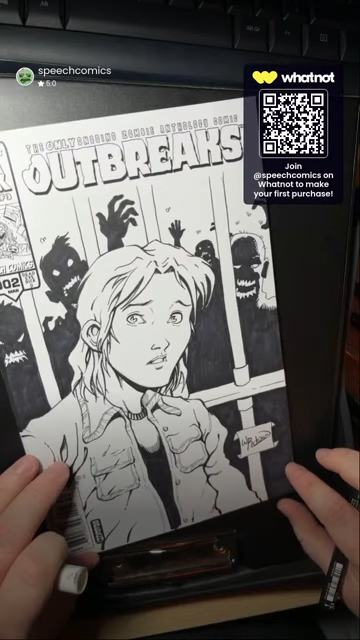 speechcomics
★ 5.0
whatnot
Join
@speechcomics on
Whatnot to make
your first purchase!
THE ONLY ONGOING ZOMBIE ANTHOLOGY COMIC
OUTBREAKS
002